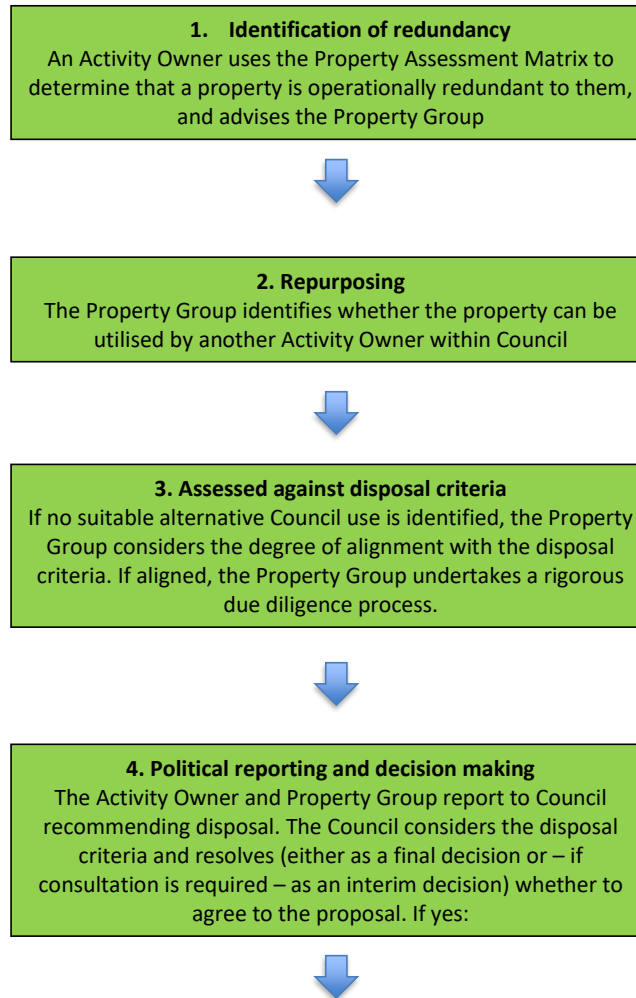 1. Identification of redundancy
An Activity Owner uses the Property Assessment Matrix to
determine that a property is operationally redundant to them,
and advises the Property Group
2. Repurposing
The Property Group identifies whether the property can be
utilised by another Activity Owner within Council
3. Assessed against disposal criteria
If no suitable alternative Council use is identified, the Property
Group considers the degree of alignment with the disposal
criteria. If aligned, the Property Group undertakes a rigorous
due diligence process.
4. Political reporting and decision making
The Activity Owner and Property Group report to Council
recommending disposal. The Council considers the disposal
criteria and resolves (either as a final decision or – if
consultation is required – as an interim decision) whether to
agree to the proposal. If yes: